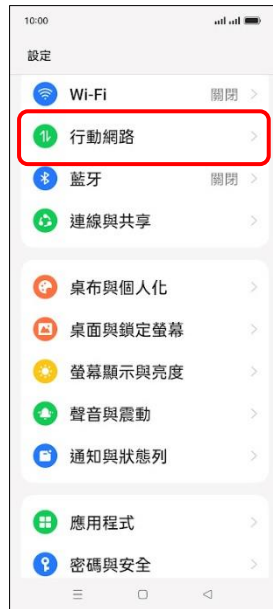 10:00
設定
Wi-Fi 關閉
行動網路
藍牙 關閉
連線與共享
桌布與個人化
桌面與鎖定螢幕
螢幕顯示與亮度
聲音與震動
通知與狀態列
應用程式
密碼與安全